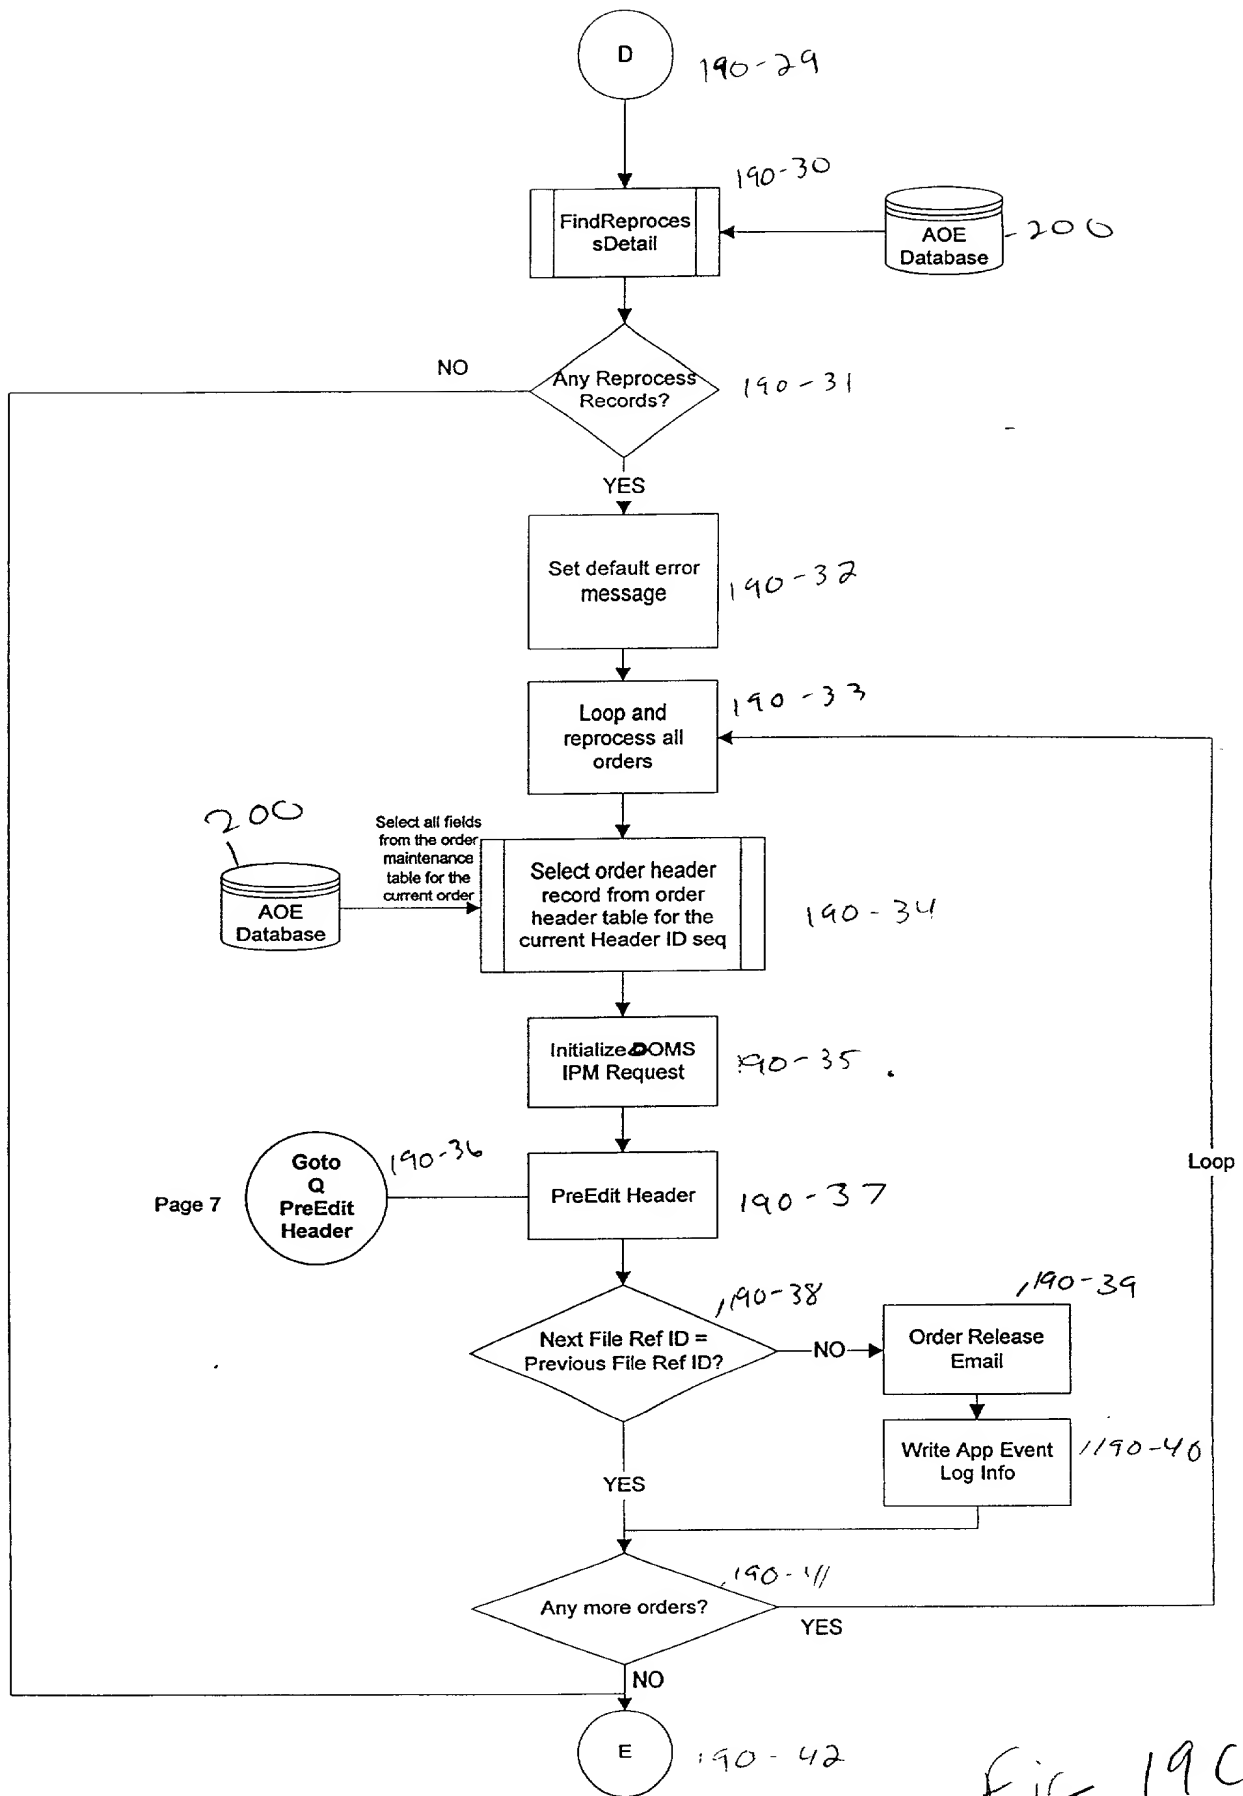 D
190-29
190-30
FindReproces
sDetail
AOE
Database
200
NO
Any Reprocess
Records?
190-31
YES
Set default error
message
190-32
Loop and
reprocess all
orders
190-33
200
Select all fields
from the order
maintenance
table for the
current order
AOE
Database
Select order header
record from order
header table for the
current Header ID seq
190-34
Initialize DOMS
IPM Request
190-35
Page 7
Goto
Q
PreEdit
Header
190-36
PreEdit Header
190-37
Loop
Next File Ref ID =
Previous File Ref ID?
190-38
NO
190-39
Order Release
Email
Write App Event
Log Info
190-40
YES
Any more orders?
190-41
YES
NO
E
190-42
Fig 19C